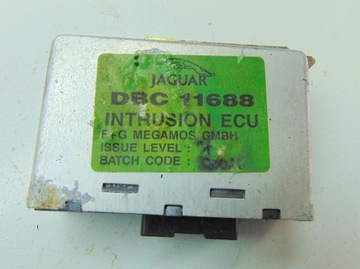 JAGUAR
DBC 11688
INTRUSION ECU
F+G MEGAMOS GMBH
ISSUE LEVEL :
BATCH CODE :